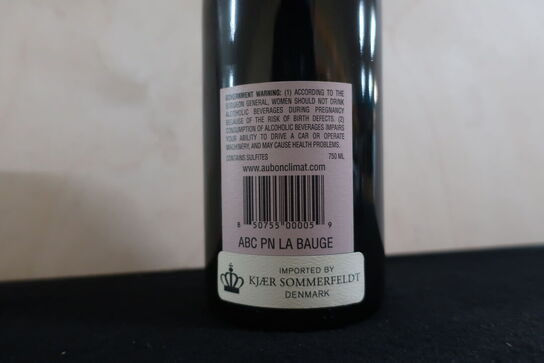 GOVERNMENT WARNING: (1) ACCORDING TO THE
SURGEON GENERAL, WOMEN SHOULD NOT DRINK
ALCOHOLIC BEVERAGES DURING PREGNANCY
BECAUSE OF THE RISK OF BIRTH DEFECTS. (2)
CONSUMPTION OF ALCOHOLIC BEVERAGES IMPAIRS
YOUR ABILITY TO DRIVE A CAR OR OPERATE
MACHINERY, AND MAY CAUSE HEALTH PROBLEMS.
CONTAINS SULFITES 750 ML
www.aubonclimat.com
8 50755 00005 9
ABC PN LA BAUGE
IMPORTED BY
KJÆR SOMMERFELDT
DENMARK